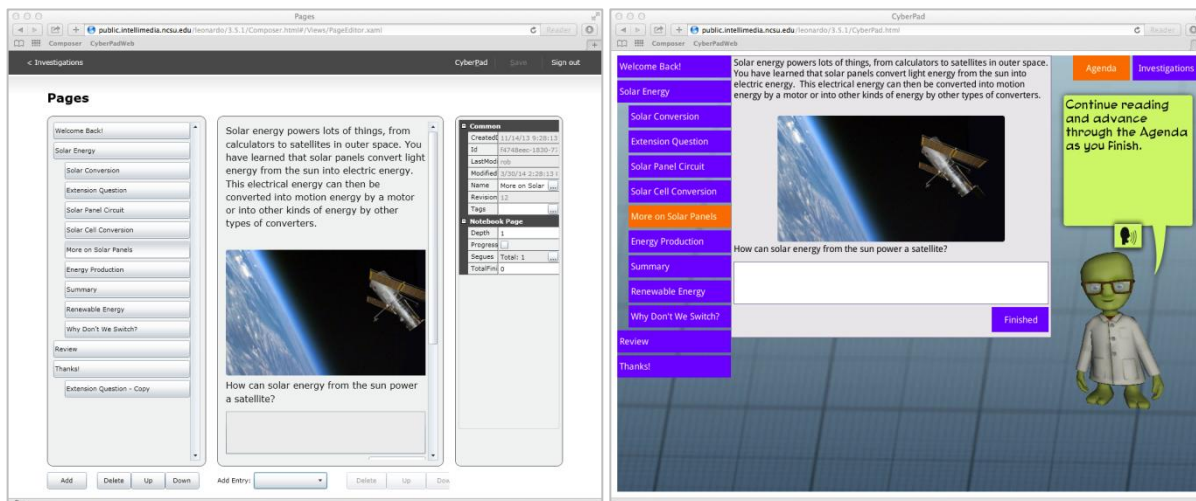 Pages
public.intellimedia.ncsu.edu/leonardo/3.5.1/Composer.html#/Views/PageEditor.xaml
Reader
Composer CyberPadWeb
< Investigations
CyberPad Save Sign out
Pages
Welcome Back!
Solar Energy
Solar Conversion
Extension Question
Solar Panel Circuit
Solar Cell Conversion
More on Solar Panels
Energy Production
Summary
Renewable Energy
Why Don't We Switch?
Review
Thanks!
Extension Question - Copy
Solar energy powers lots of things, from
calculators to satellites in outer space. You
have learned that solar panels convert light
energy from the sun into electric energy.
This electrical energy can then be
converted into motion energy by a motor
or into other kinds of energy by other
types of converters.
How can solar energy from the sun power
a satellite?
Common
Created 11/14/13 9:28:13
Id
LastMod rob
Modified 3/30/14 2:28:13
Name More on Solar ...
Revision 12
Tags ...
Notebook Page
Depth 1
Progress
Segues Total: 1 ...
TotalFin 0
Add Delete Up Down Add Entry: Delete Up
CyberPad
public.intellimedia.ncsu.edu/leonardo/3.5.1/CyberPad.html
Reader
Composer CyberPadWeb
Welcome Back!
Solar Energy
Solar Conversion
Extension Question
Solar Panel Circuit
Solar Cell Conversion
More on Solar Panels
Energy Production
Summary
Renewable Energy
Why Don't We Switch?
Review
Thanks!
Solar energy powers lots of things, from calculators to satellites in outer space.
You have learned that solar panels convert light energy from the sun into
electric energy. This electrical energy can then be converted into motion
energy by a motor or into other kinds of energy by other types of converters.
How can solar energy from the sun power a satellite?
Finished
Agenda Investigations
Continue reading
and advance
through the Agenda
as you Finish.